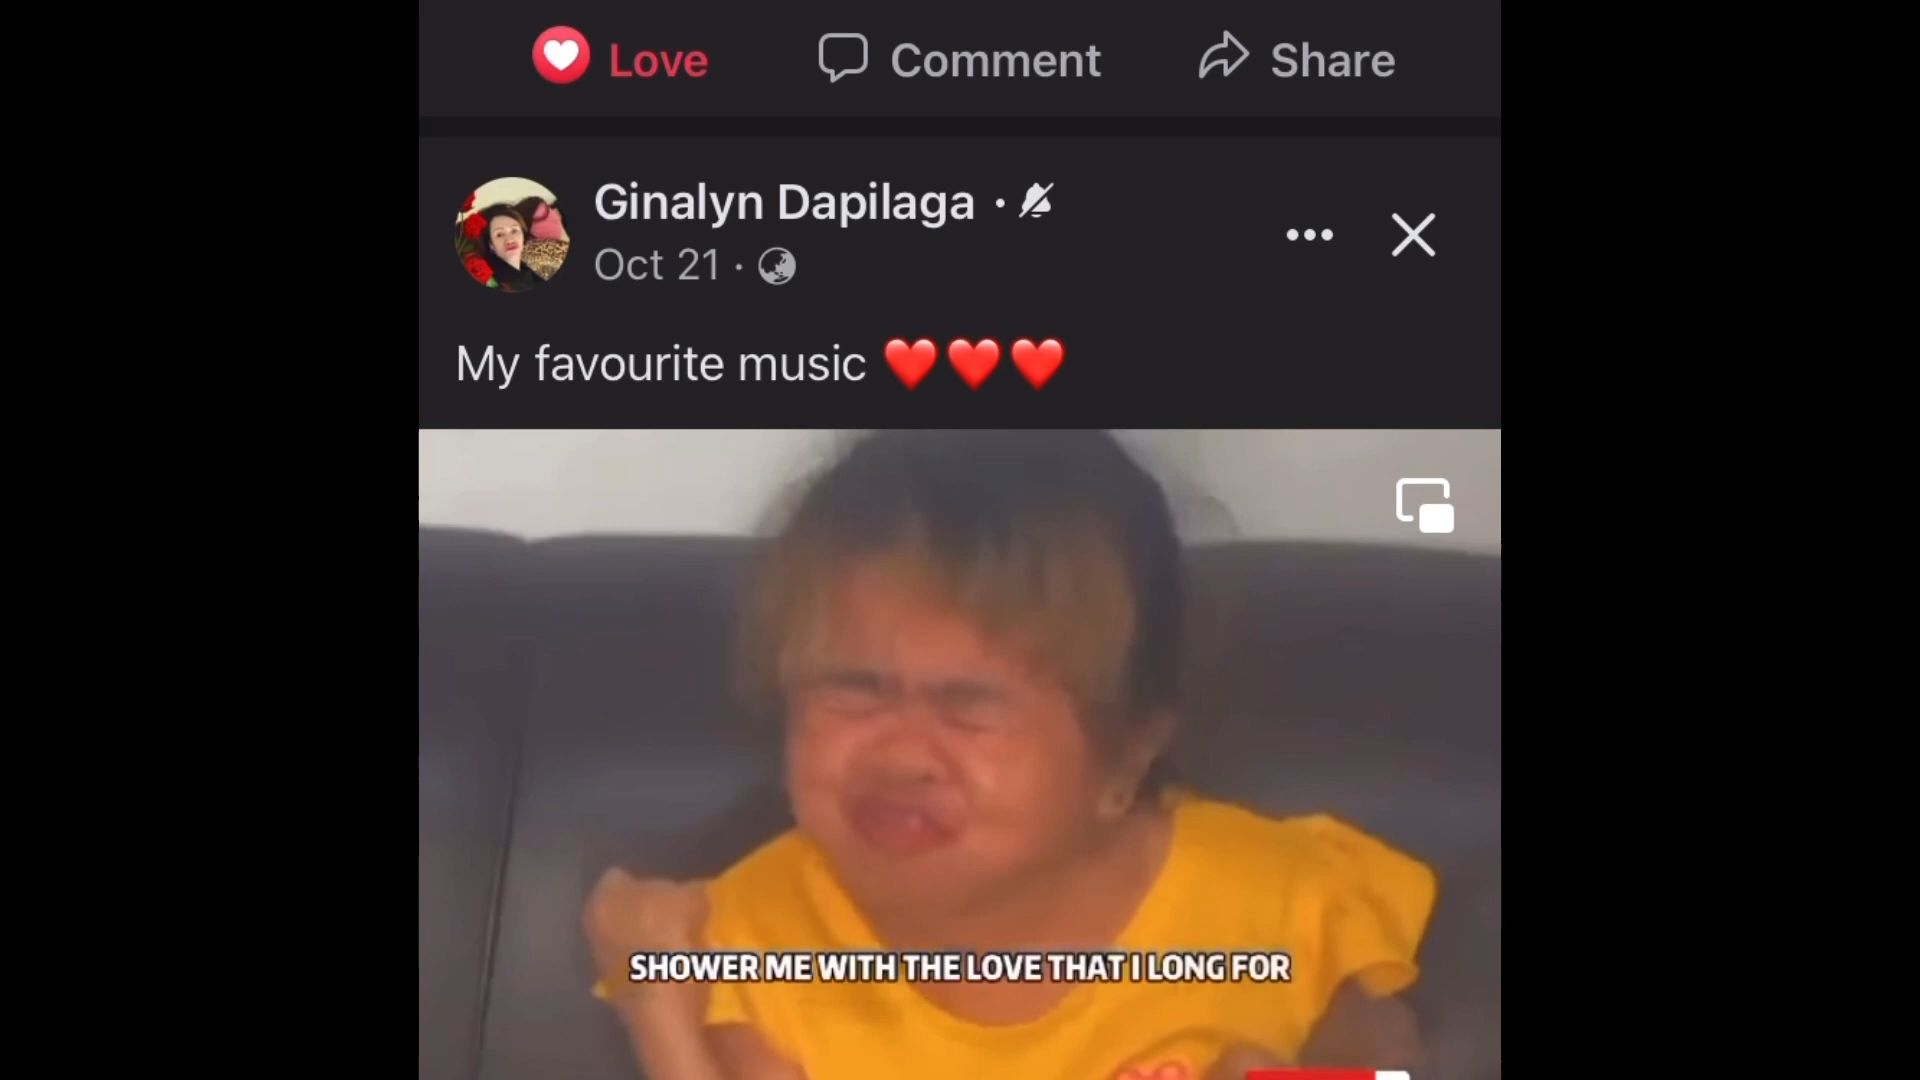 Love
Comment
Share
Ginalyn Dapilaga ·
Oct 21 ·
My favourite music ❤️❤️❤️
SHOWER ME WITH THE LOVE THAT I LONG FOR